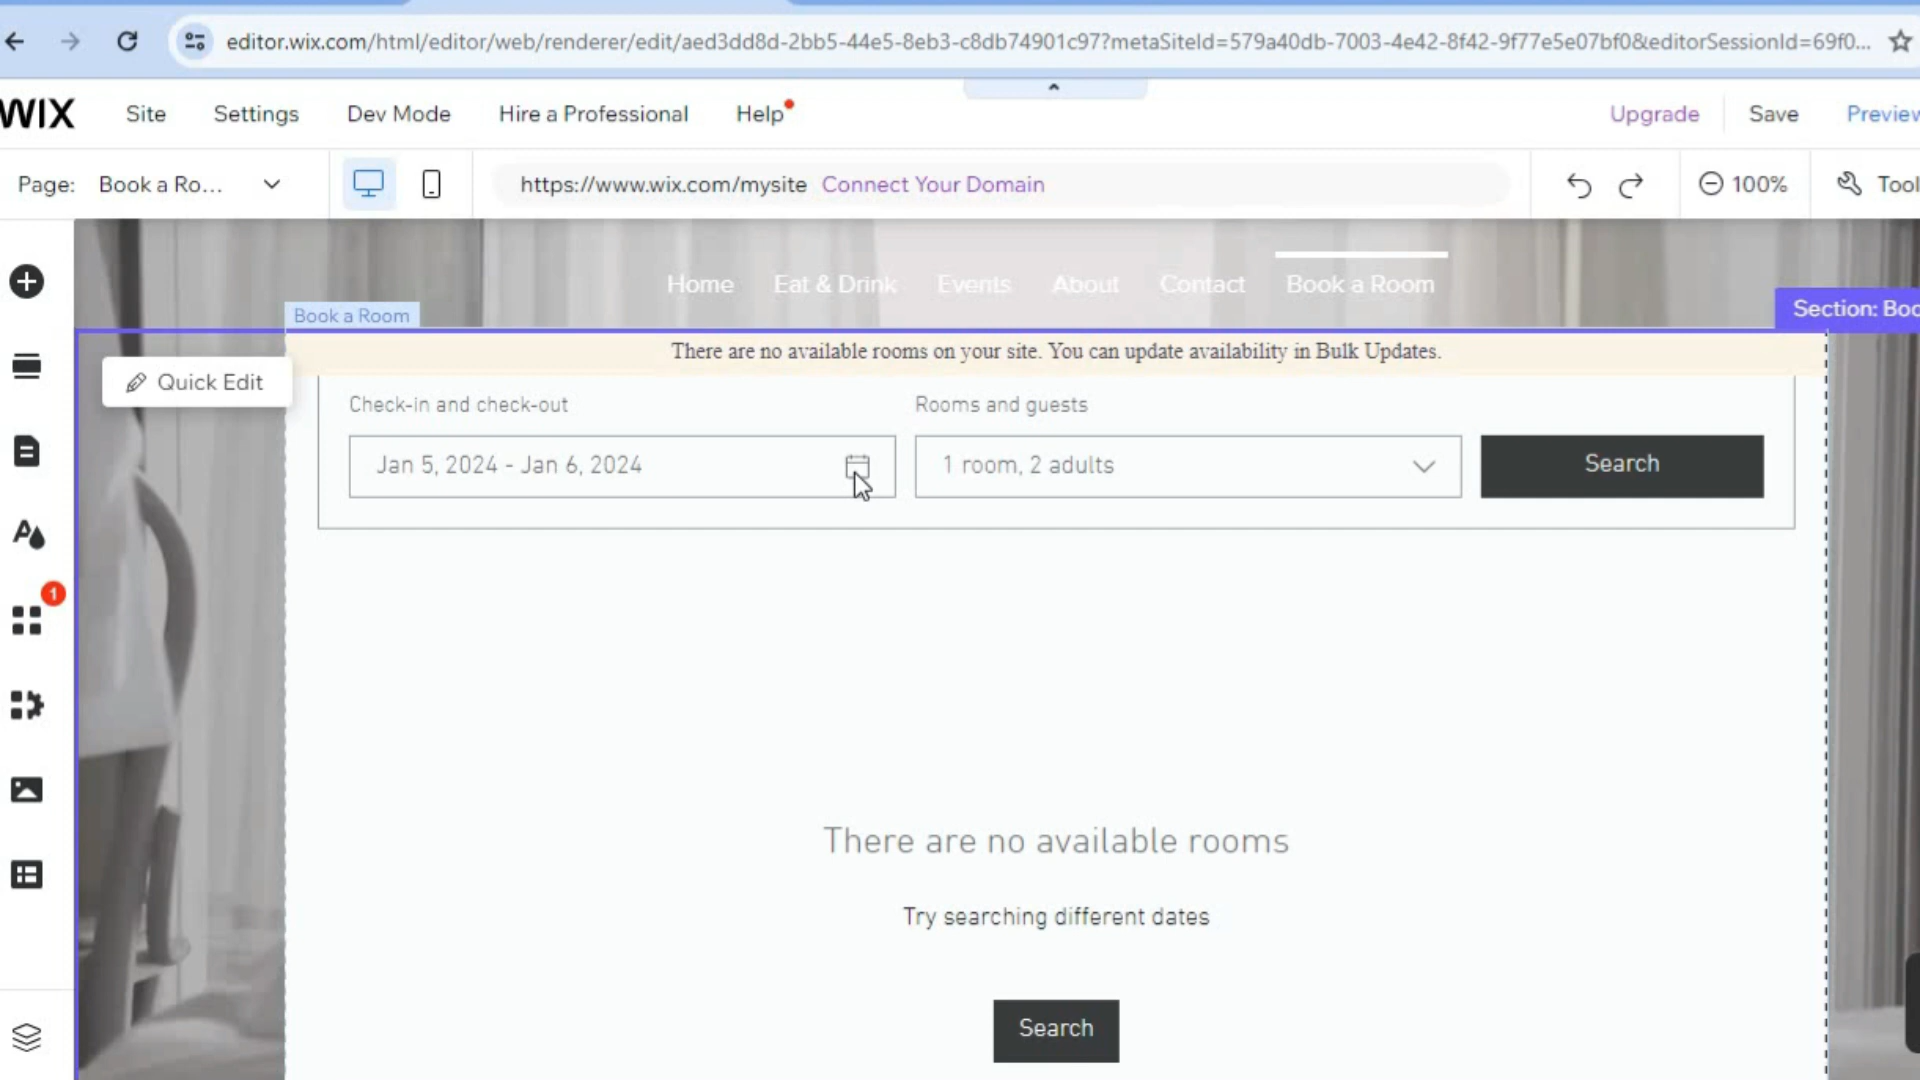 editor.wix.com/html/editor/web/renderer/edit/aed3dd8d-2bb5-44e5-8eb3-c8db74901c97?metaSiteId=579a40db-7003-4e42-8f42-9f77e5e07bf0&editorSessionId=69f0...
WIX Site Settings Dev Mode Hire a Professional Help Upgrade Save Preview
Page: Book a Ro... https://www.wix.com/mysite Connect Your Domain 100% Tool
Home Eat & Drink Events About Contact Book a Room
Book a Room Section: Boo
There are no available rooms on your site. You can update availability in Bulk Updates.
Quick Edit
Check-in and check-out Rooms and guests
Jan 5, 2024 - Jan 6, 2024 1 room, 2 adults Search
1
There are no available rooms
Try searching different dates
Search